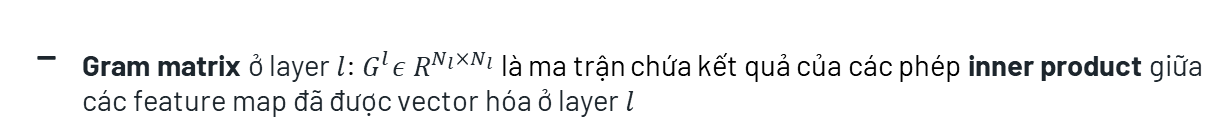 – Gram matrix ở layer l: Gˡ ϵ R^{N_l×N_l} là ma trận chứa kết quả của các phép inner product giữa
các feature map đã được vector hóa ở layer l